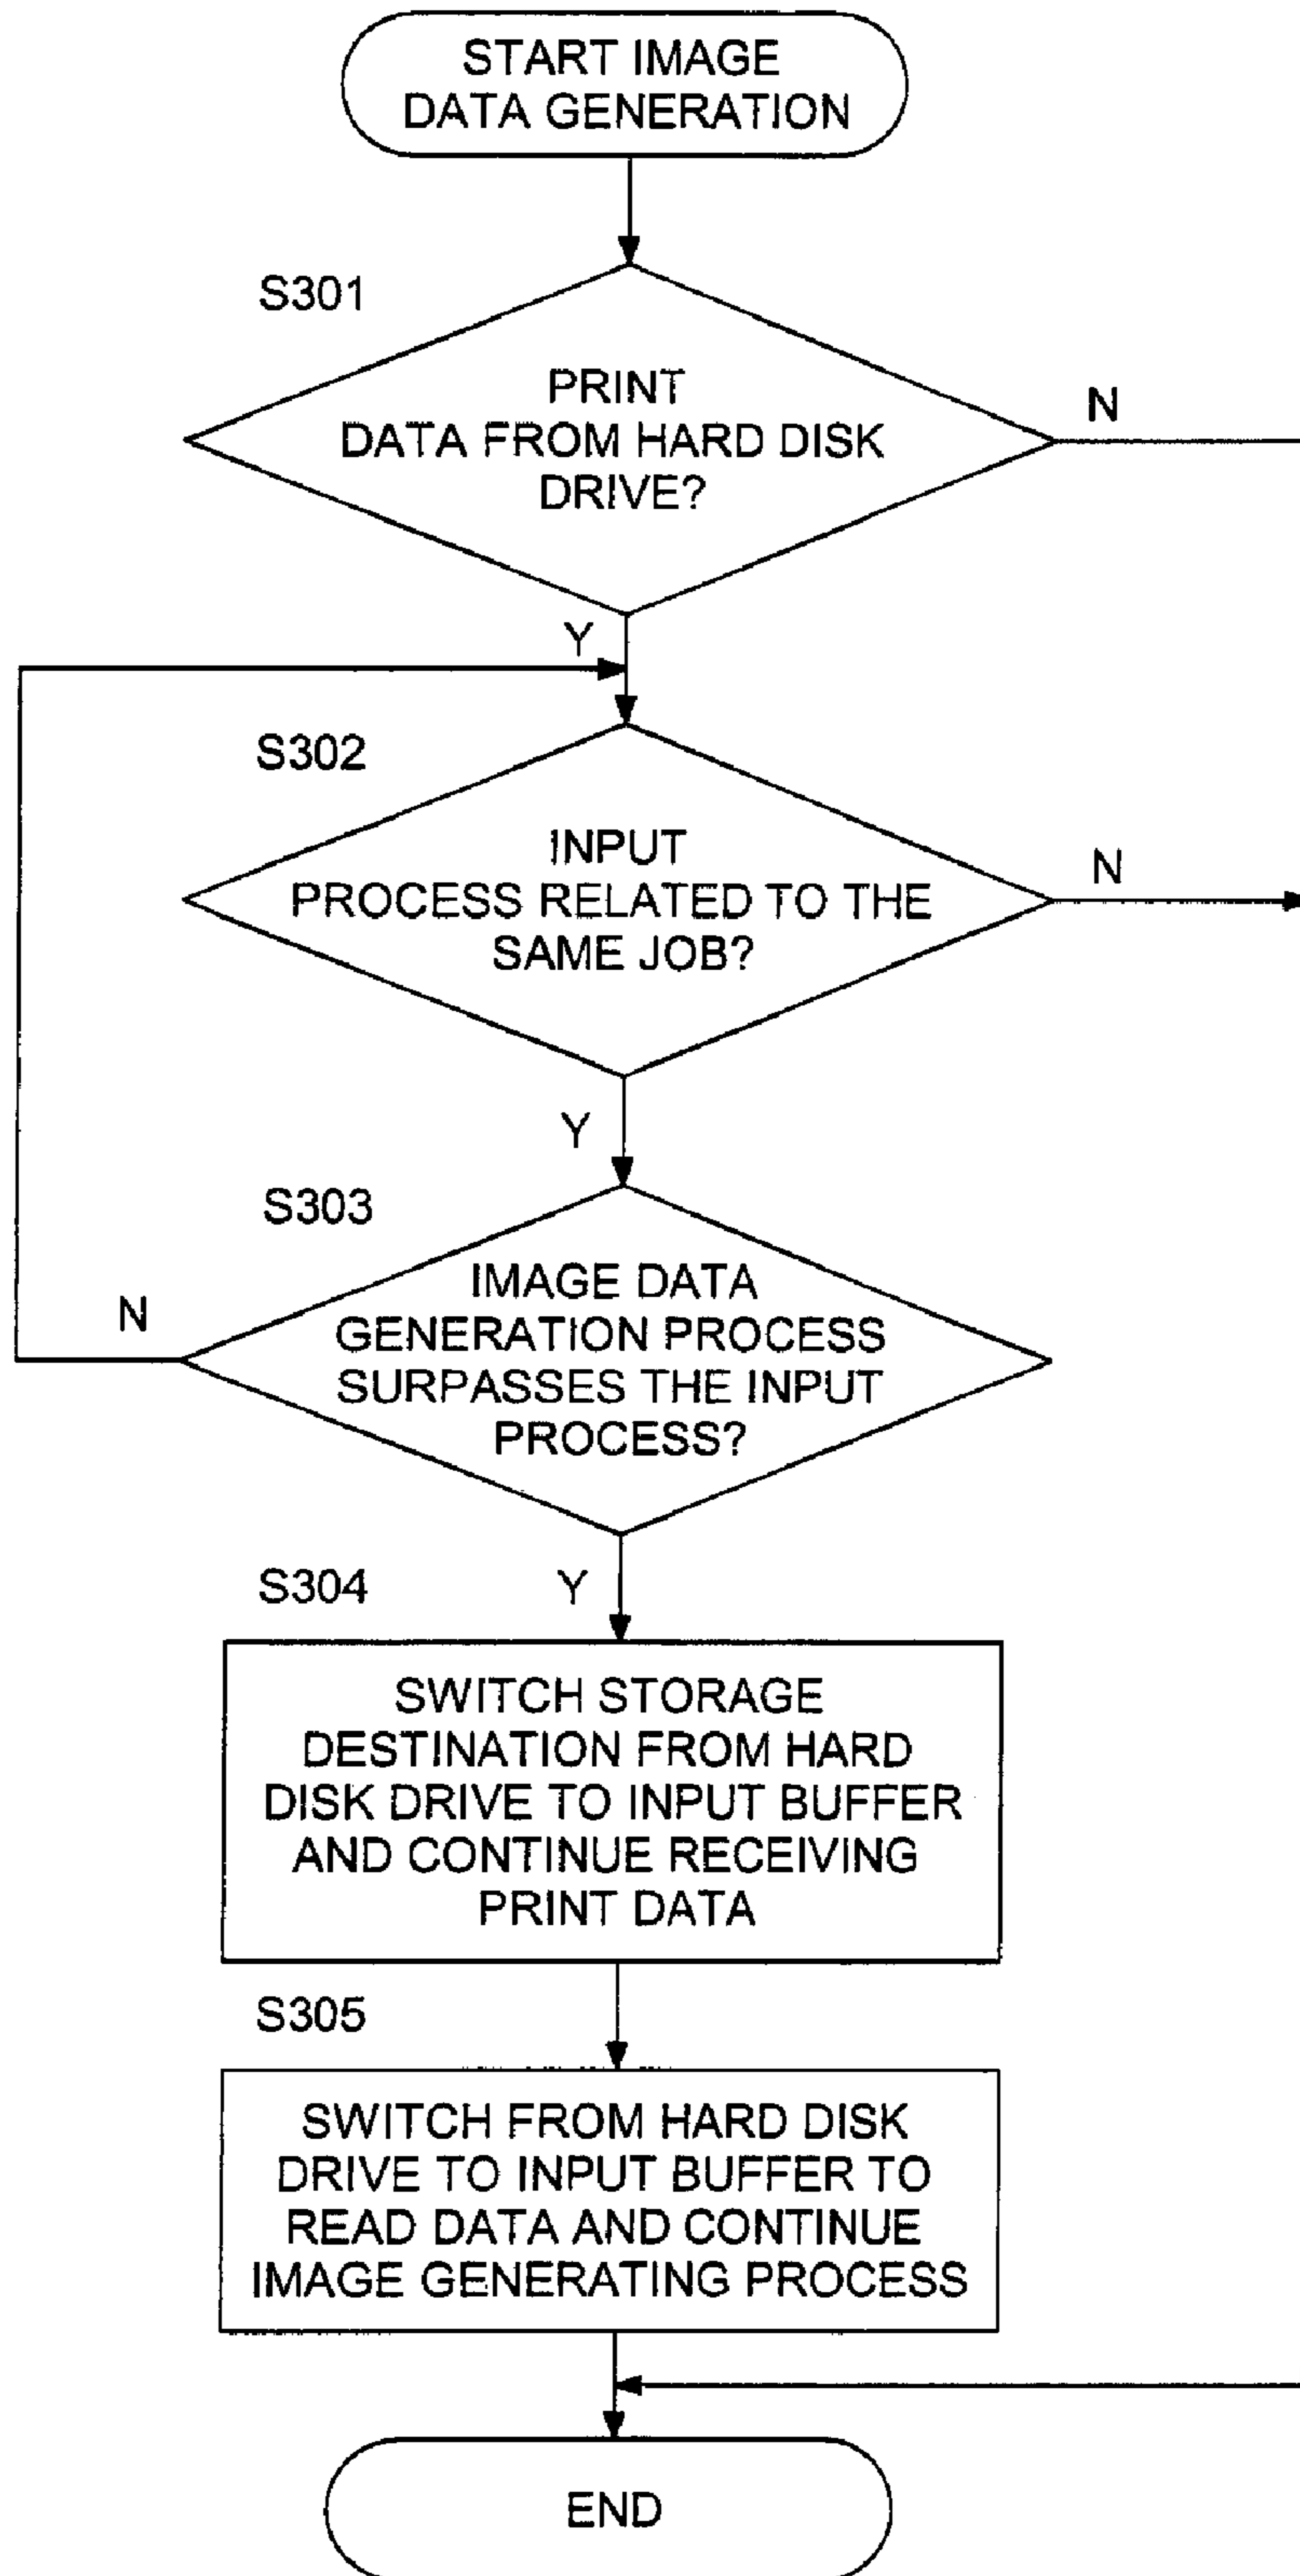 START IMAGE
DATA GENERATION
S301
PRINT
DATA FROM HARD DISK
DRIVE?
N
Y
S302
INPUT
PROCESS RELATED TO THE
SAME JOB?
N
Y
S303
IMAGE DATA
GENERATION PROCESS
SURPASSES THE INPUT
PROCESS?
N
Y
S304
SWITCH STORAGE
DESTINATION FROM HARD
DISK DRIVE TO INPUT BUFFER
AND CONTINUE RECEIVING
PRINT DATA
S305
SWITCH FROM HARD DISK
DRIVE TO INPUT BUFFER TO
READ DATA AND CONTINUE
IMAGE GENERATING PROCESS
END